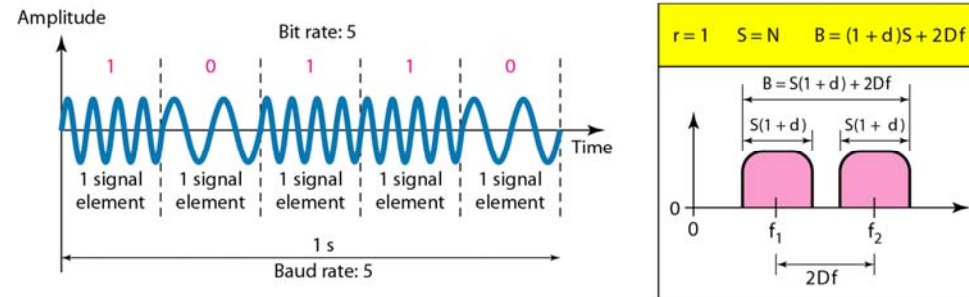 Amplitude
Bit rate: 5
1 0 1 1 0
Time
1 signal element
1 signal element
1 signal element
1 signal element
1 signal element
1 s
Baud rate: 5
r = 1 S = N B = (1 + d)S + 2Df
B = S(1 + d) + 2Df
S(1 + d) S(1 + d)
0
0 f₁ f₂
2Df